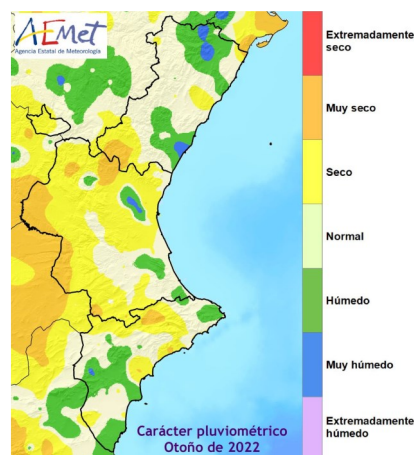 AEMet
Agencia Estatal de Meteorología
Extremadamente
seco
Muy seco
Seco
Normal
Húmedo
Muy húmedo
Extremadamente
húmedo
Carácter pluviométrico
Otoño de 2022